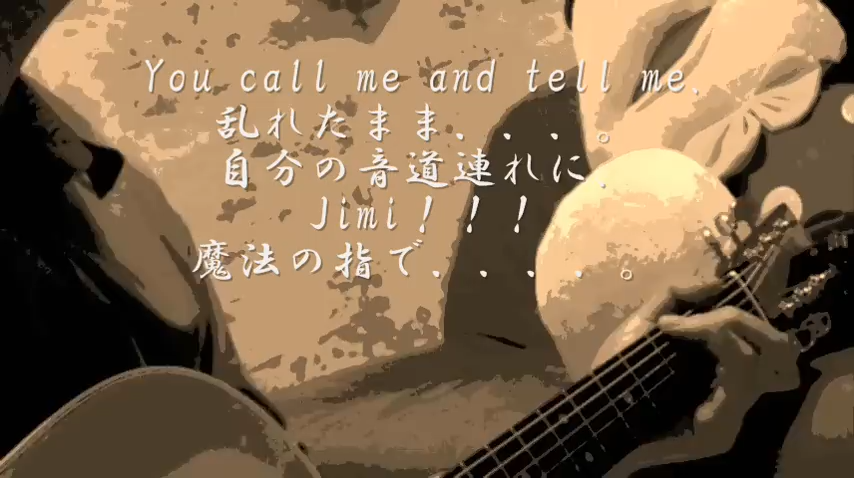 You call me and tell me.
乱れたまま．．．。
自分の音道連れに．
Jimi！！！
魔法の指で．．．．。